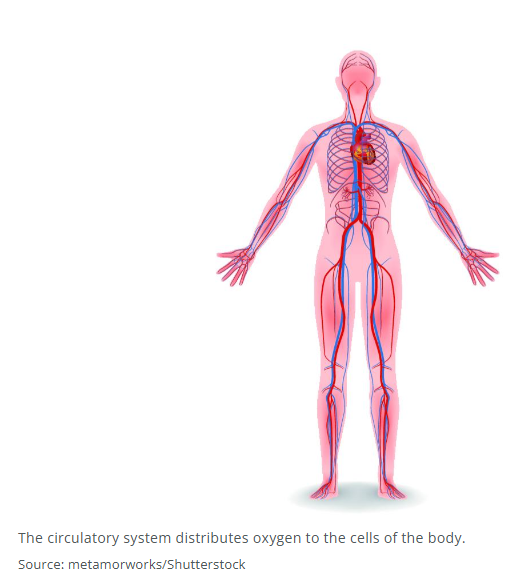 The circulatory system distributes oxygen to the cells of the body.
Source: metamorworks/Shutterstock